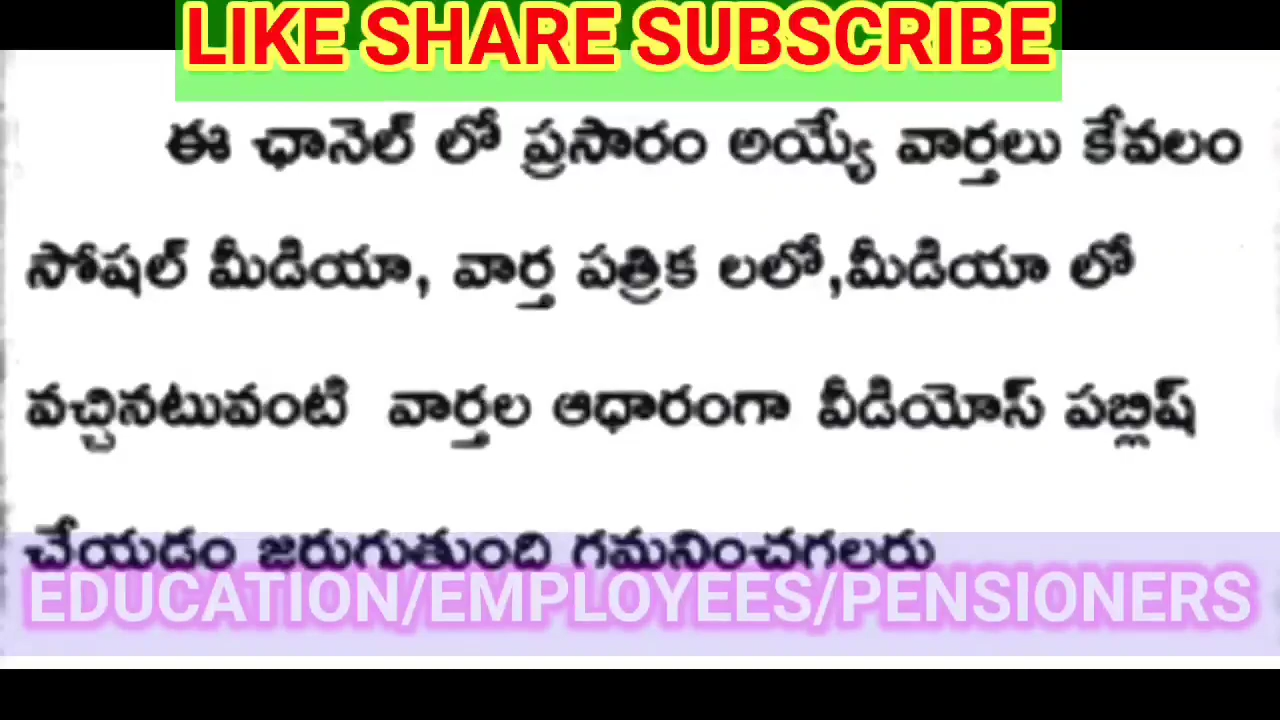 LIKE SHARE SUBSCRIBE
ఈ ఛానెల్ లో ప్రసారం అయ్యే వార్తలు కేవలం
సోషల్ మీడియా, వార్త పత్రిక లలో,మీడియా లో
వచ్చినటువంటి వార్తల ఆధారంగా వీడియోస్ పబ్లిష్
చేయడం జరుగుతుంది గమనించగలరు
EDUCATION/EMPLOYEES/PENSIONERS